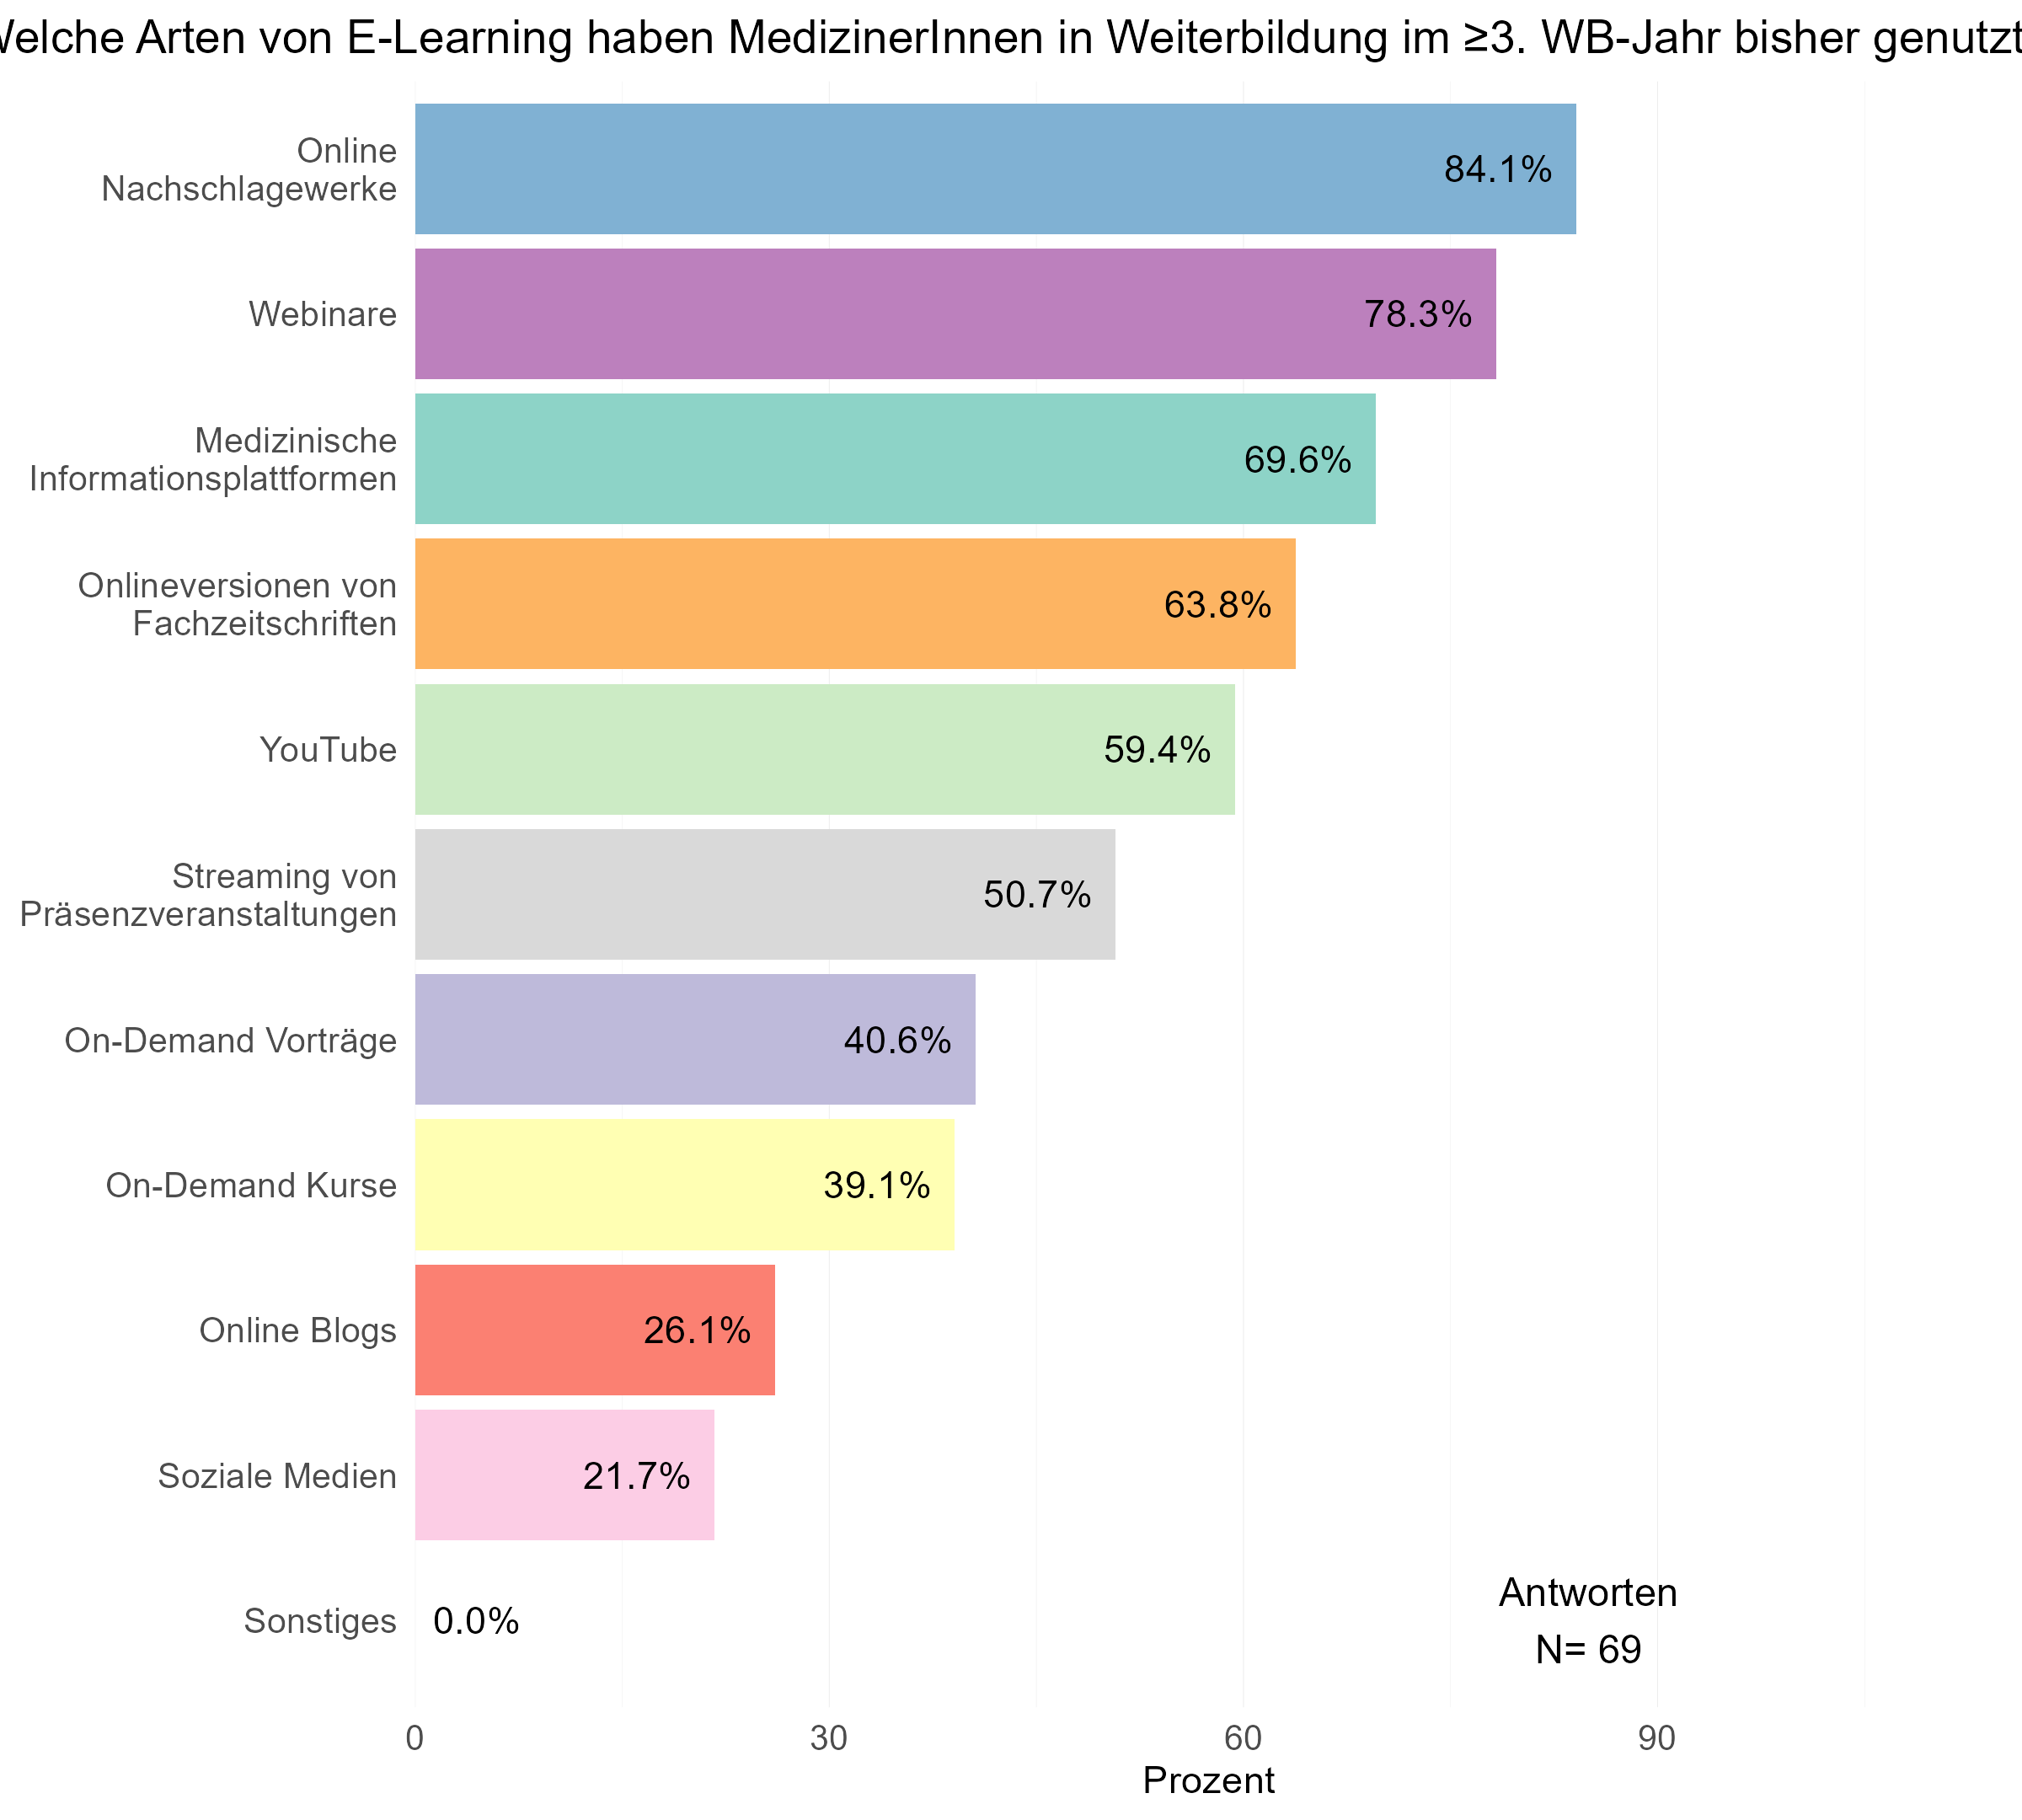 Welche Arten von E-Learning haben MedizinerInnen in Weiterbildung im ≥3. WB-Jahr bisher genutzt
Online
Nachschlagewerke
84.1%
Webinare
78.3%
Medizinische
Informationsplattformen
69.6%
Onlineversionen von
Fachzeitschriften
63.8%
YouTube
59.4%
Streaming von
Präsenzveranstaltungen
50.7%
On-Demand Vorträge
40.6%
On-Demand Kurse
39.1%
Online Blogs
26.1%
Soziale Medien
21.7%
Sonstiges
0.0%
Antworten
N= 69
0
30
60
90
Prozent